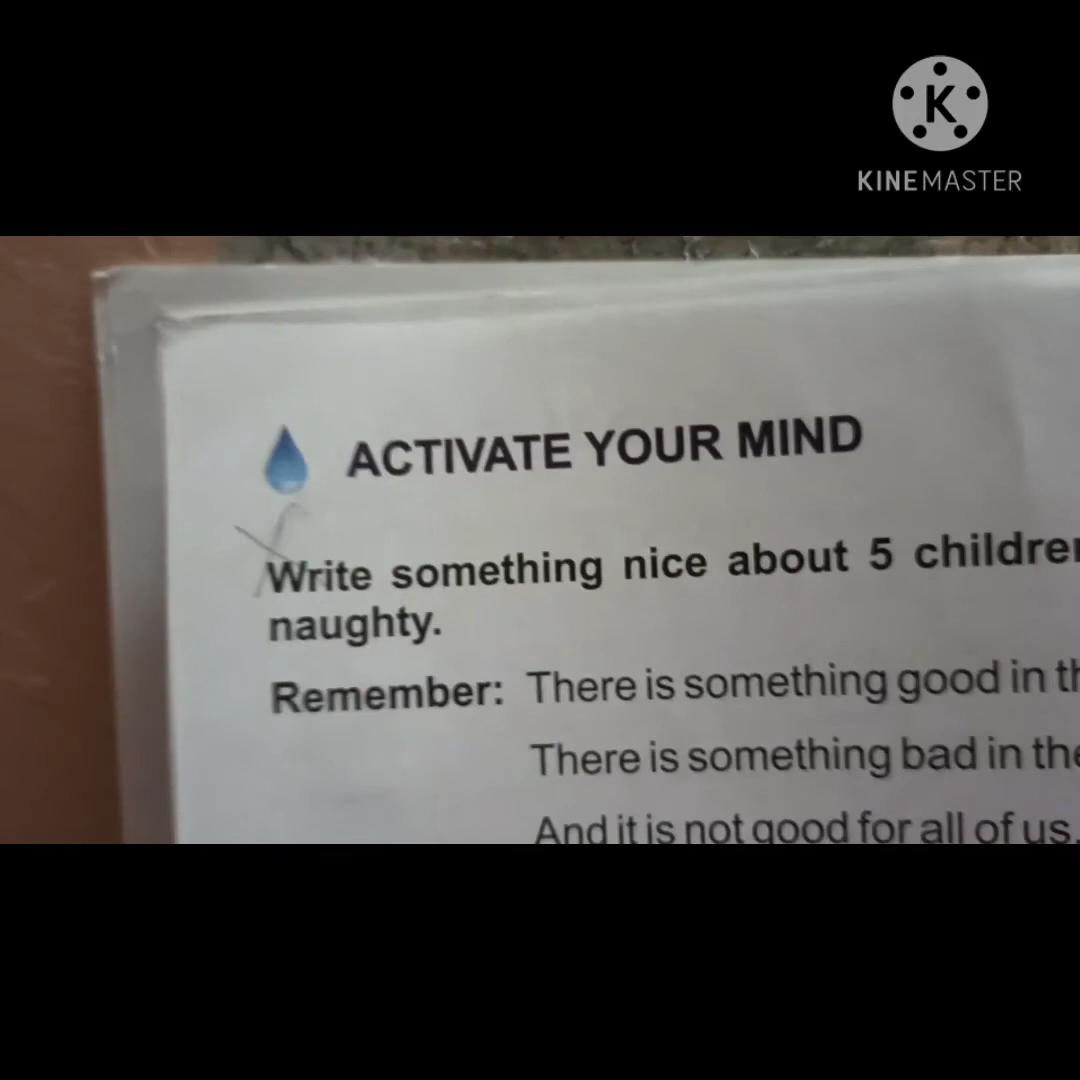 KINEMASTER
ACTIVATE YOUR MIND
Write something nice about 5 
naughty.
Remember: There is something good in
There is something bad in
And it is not good for all of us.